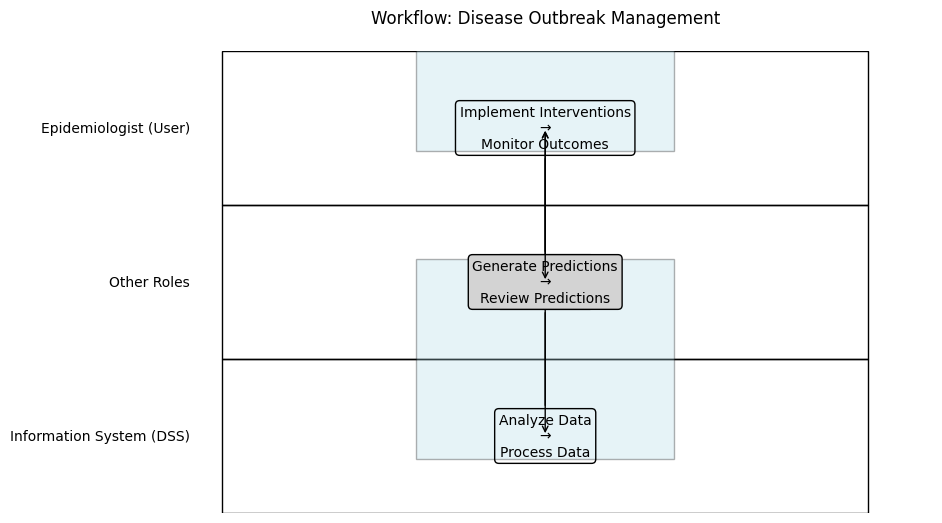 Workflow: Disease Outbreak Management
Epidemiologist (User)
Implement Interventions
→
Monitor Outcomes
Other Roles
Generate Predictions
→
Review Predictions
Information System (DSS)
Analyze Data
→
Process Data